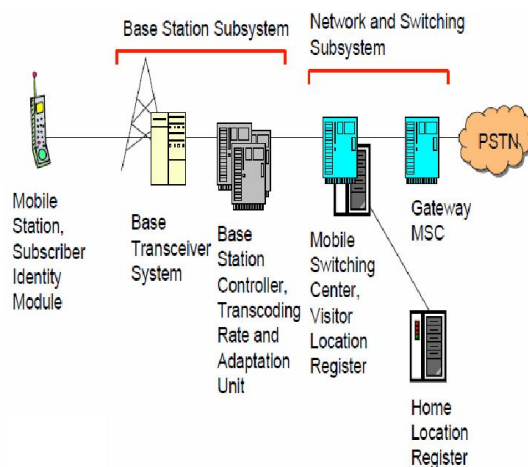 Base Station Subsystem
Network and Switching
Subsystem
PSTN
Mobile
Station,
Subscriber
Identity
Module
Base
Transceiver
System
Base
Station
Controller,
Transcoding
Rate and
Adaptation
Unit
Mobile
Switching
Center,
Visitor
Location
Register
Gateway
MSC
Home
Location
Register